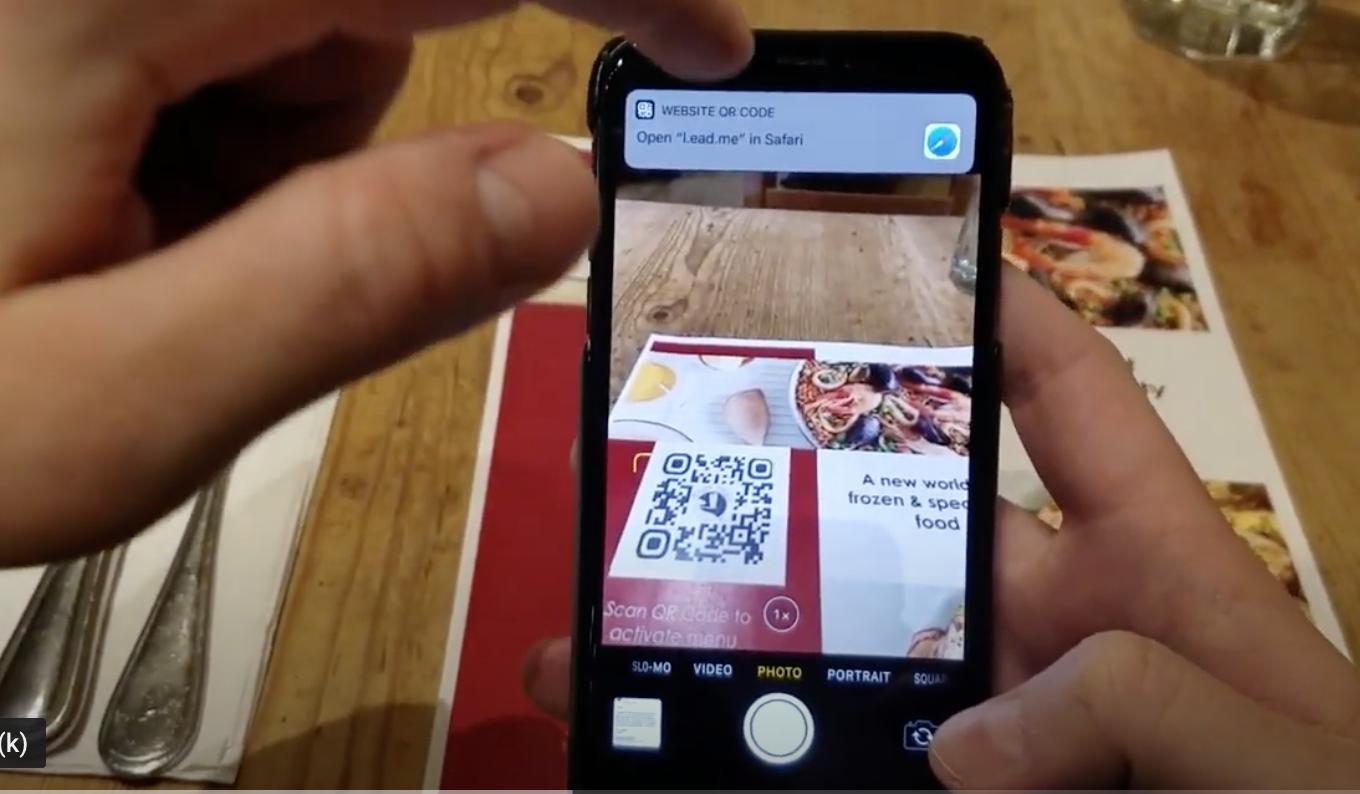 WEBSITE QR CODE
Open “l.ead.me” in Safari
A new world
frozen & spec
food
Scan QR Code to
activate menu
1x
SLO-MO VIDEO PHOTO PORTRAIT SQUAR
(k)